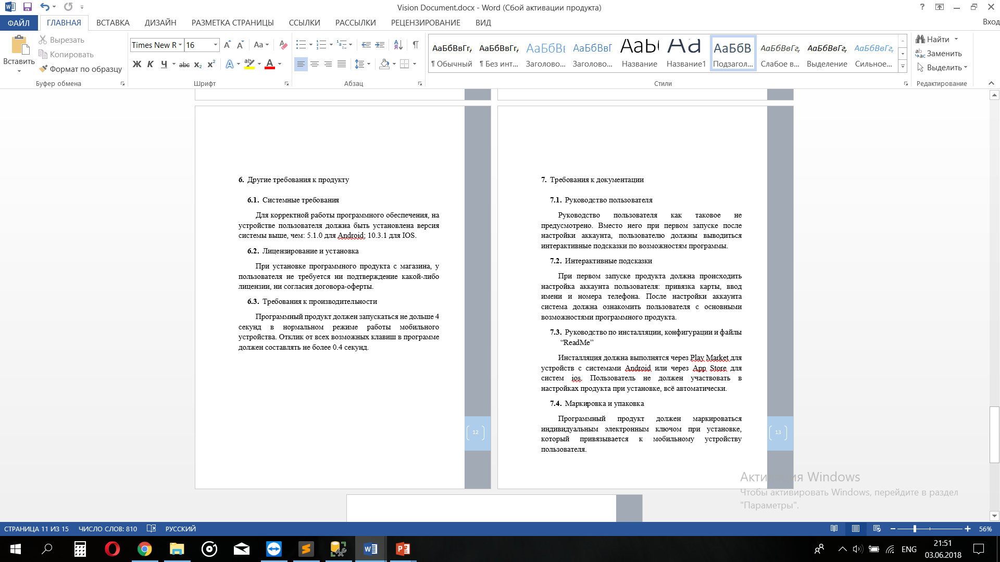 Vision Document.docx - Word (Сбой активации продукта)
ФАЙЛ ГЛАВНАЯ ВСТАВКА ДИЗАЙН РАЗМЕТКА СТРАНИЦЫ ССЫЛКИ РАССЫЛКИ РЕЦЕНЗИРОВАНИЕ ВИД Вход
Вставить
Вырезать
Копировать
Формат по образцу
Буфер обмена
Times New R 16
Aa
Ж К Ч abc x₂ x²
Шрифт
Абзац
АаБбВвГг, АаБбВвГг, АаБбВв АаБбВвГ АаБ Аа АаБбВ АаБбВвГг, АаБбВвГг, АаБбВвГг,
¶ Обычный ¶ Без инт... Заголово... Заголово... Название Название1 Подзагол... Слабое в... Выделение Сильное...
Стили
Найти
Заменить
Выделить
Редактирование
6. Другие требования к продукту
6.1. Системные требования
Для корректной работы программного обеспечения, на
устройстве пользователя должна быть установлена версия
системы выше, чем: 5.1.0 для Android; 10.3.1 для IOS.
6.2. Лицензирование и установка
При установке программного продукта с магазина, у
пользователя не требуется ни подтверждение какой-либо
лицензии, ни согласия договора-оферты.
6.3. Требования к производительности
Программный продукт должен запускаться не дольше 4
секунд в нормальном режиме работы мобильного
устройства. Отклик от всех возможных клавиш в программе
должен составлять не более 0.4 секунд.
12
7. Требования к документации
7.1. Руководство пользователя
Руководство пользователя как таковое не
предусмотрено. Вместо него при первом запуске после
настройки аккаунта, пользователю должны выводиться
интерактивные подсказки по возможностям программы.
7.2. Интерактивные подсказки
При первом запуске продукта должна происходить
настройка аккаунта пользователя: привязка карты, ввод
имени и номера телефона. После настройки аккаунта
система должна ознакомить пользователя с основными
возможностями программного продукта.
7.3. Руководство по инсталляции, конфигурации и файлы
“ReadMe”
Инсталляция должна выполнятся через Play Market для
устройств с системами Android или через App Store для
систем ios. Пользователь не должен участвовать в
настройках продукта при установке, всё автоматически.
7.4. Маркировка и упаковка
Программный продукт должен маркироваться
индивидуальным электронным ключом при установке,
который привязывается к мобильному устройству
пользователя.
13
Активация Windows
Чтобы активировать Windows, перейдите в раздел
"Параметры".
СТРАНИЦА 11 ИЗ 15 ЧИСЛО СЛОВ: 810 РУССКИЙ 56%
ENG
21:51
03.06.2018